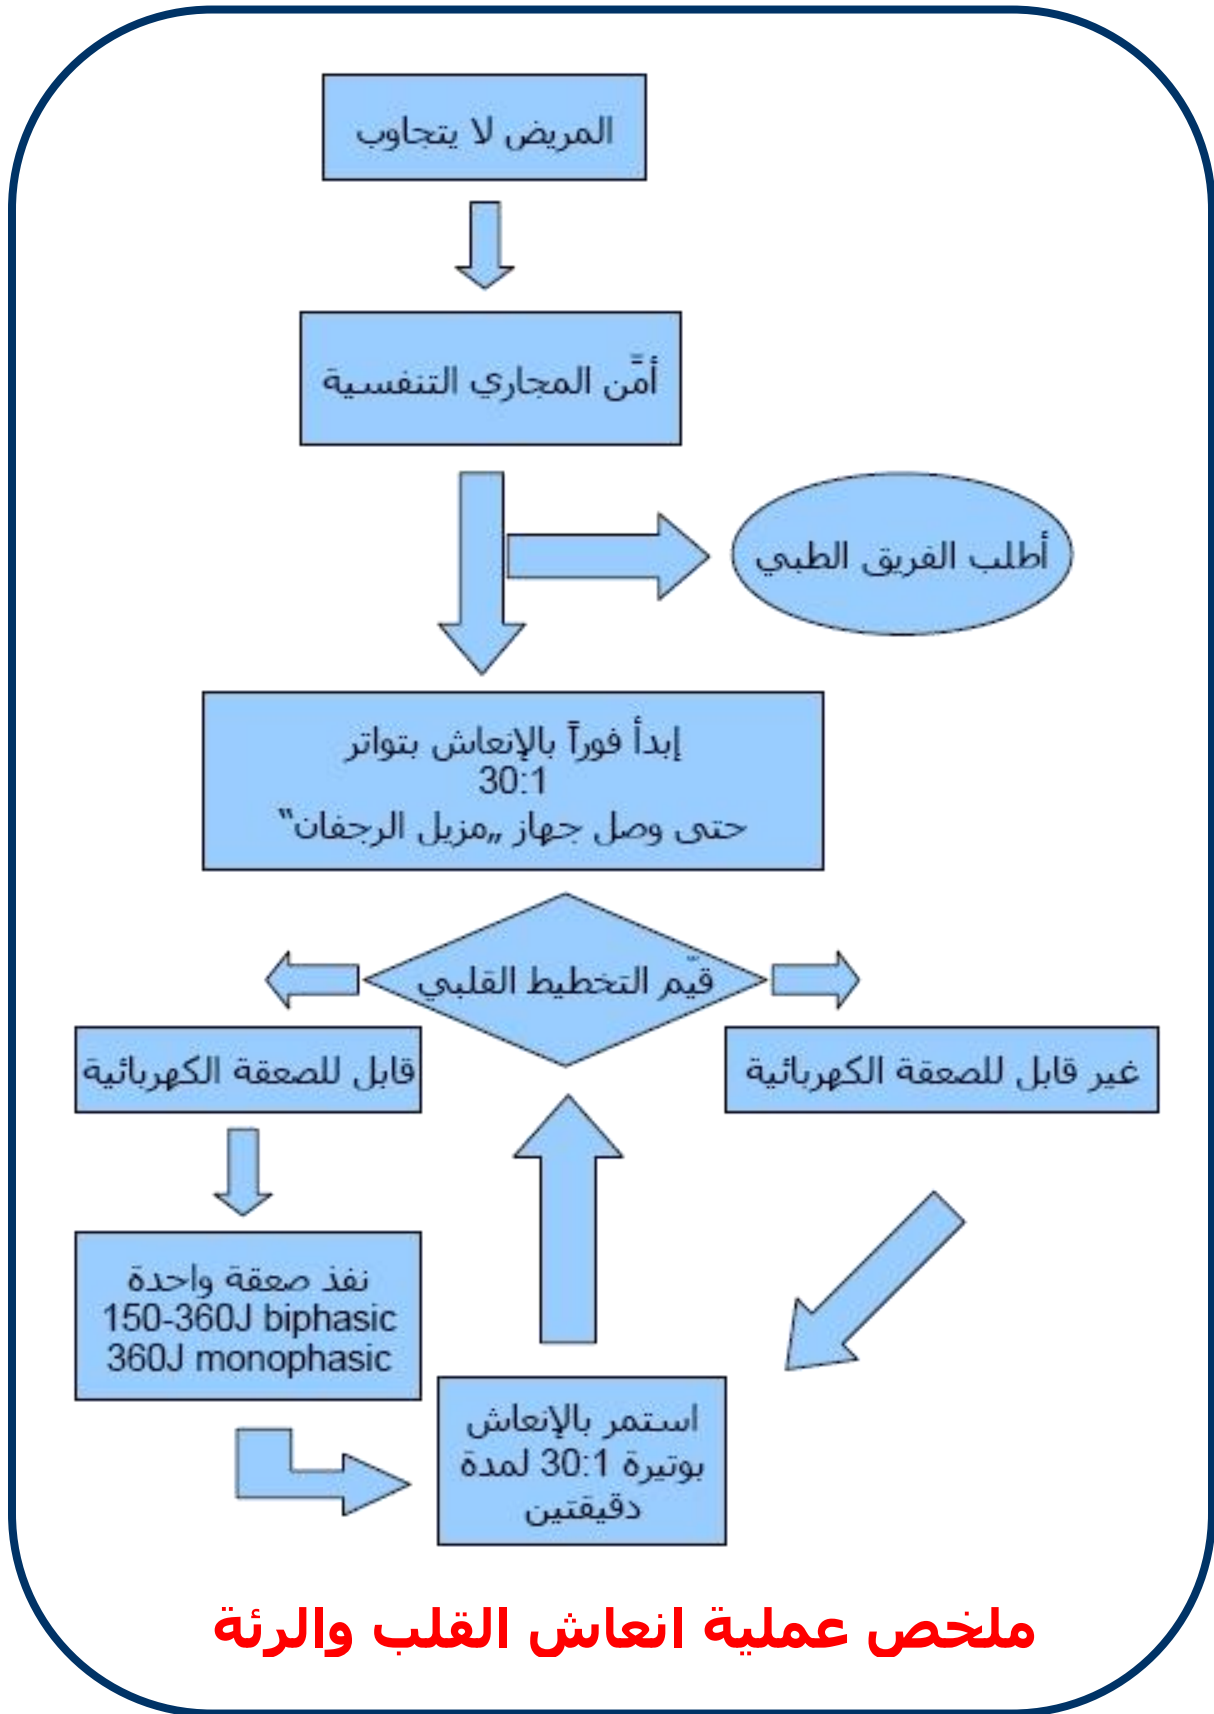 المريض لا يتجاوب
أمّن المجاري التنفسية
أطلب الفريق الطبي
إبدأ فوراً بالإنعاش بتواتر
30:1
حتى وصل جهاز „مزيل الرجفان“
قيّم التخطيط القلبي
غير قابل للصعقة الكهربائية
قابل للصعقة الكهربائية
نفذ صعقة واحدة
150-360J biphasic
360J monophasic
استمر بالإنعاش
بوتيرة 30:1 لمدة
دقيقتين
ملخص عملية انعاش القلب والرئة